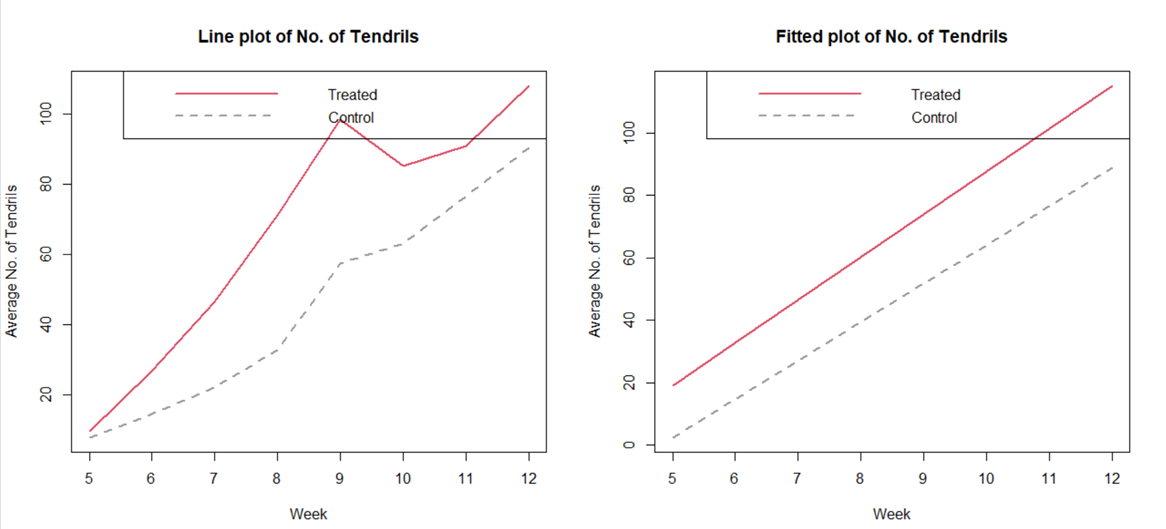 Line plot of No. of Tendrils
Treated
Control
Average No. of Tendrils
100
80
60
40
20
5 6 7 8 9 10 11 12
Week
Fitted plot of No. of Tendrils
Treated
Control
Average No. of Tendrils
100
80
60
40
20
0
5 6 7 8 9 10 11 12
Week